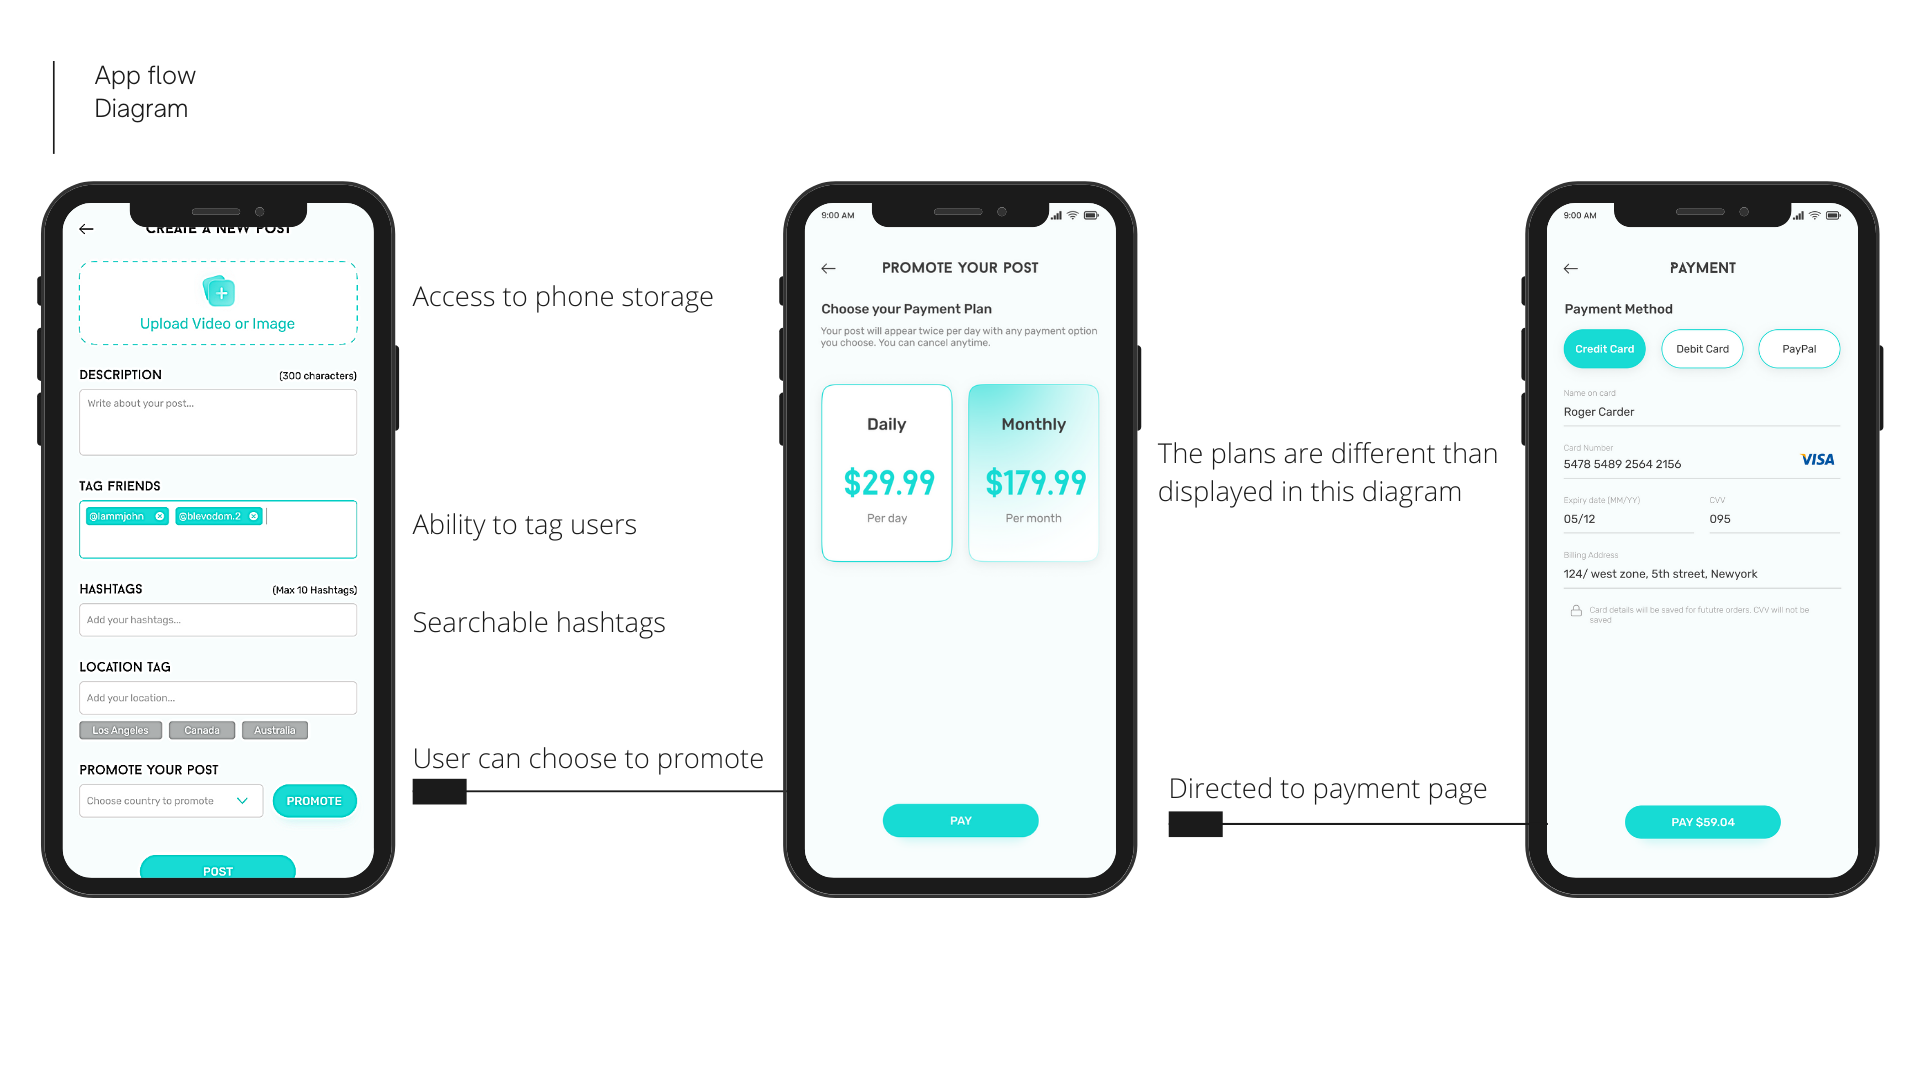 App flow
Diagram
CREATE A NEW POST
Upload Video or Image
DESCRIPTION (300 characters)
Write about your post...
TAG FRIENDS
@lammjohn @blevodom.2
HASHTAGS (Max 10 Hashtags)
Add your hashtags...
LOCATION TAG
Add your location...
Los Angeles Canada Australia
PROMOTE YOUR POST
Choose country to promote PROMOTE
POST
Access to phone storage
Ability to tag users
Searchable hashtags
User can choose to promote
9:00 AM
PROMOTE YOUR POST
Choose your Payment Plan
Your post will appear twice per day with any payment option
you choose. You can cancel anytime.
Daily
$29.99
Per day
Monthly
$179.99
Per month
PAY
The plans are different than
displayed in this diagram
Directed to payment page
9:00 AM
PAYMENT
Payment Method
Credit Card Debit Card PayPal
Name on card
Roger Carder
Card Number
5478 5489 2564 2156 VISA
Expiry date (MM/YY) CVV
05/12 095
Billing Address
124/ west zone, 5th street, Newyork
Card details will be saved for fututre orders. CVV will not be
saved
PAY $59.04